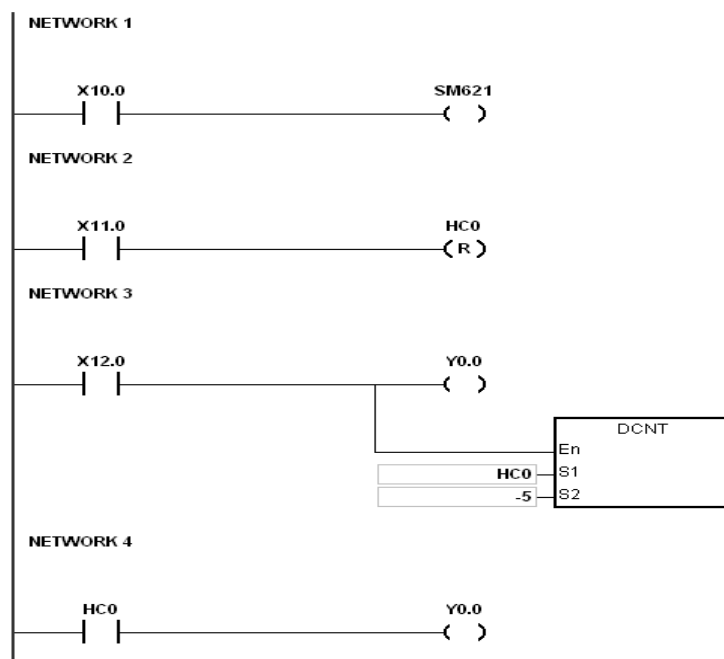 NETWORK 1
X10.0 SM621
NETWORK 2
X11.0 HC0
R
NETWORK 3
X12.0 Y0.0
DCNT
En
HC0 S1
-5 S2
NETWORK 4
HC0 Y0.0